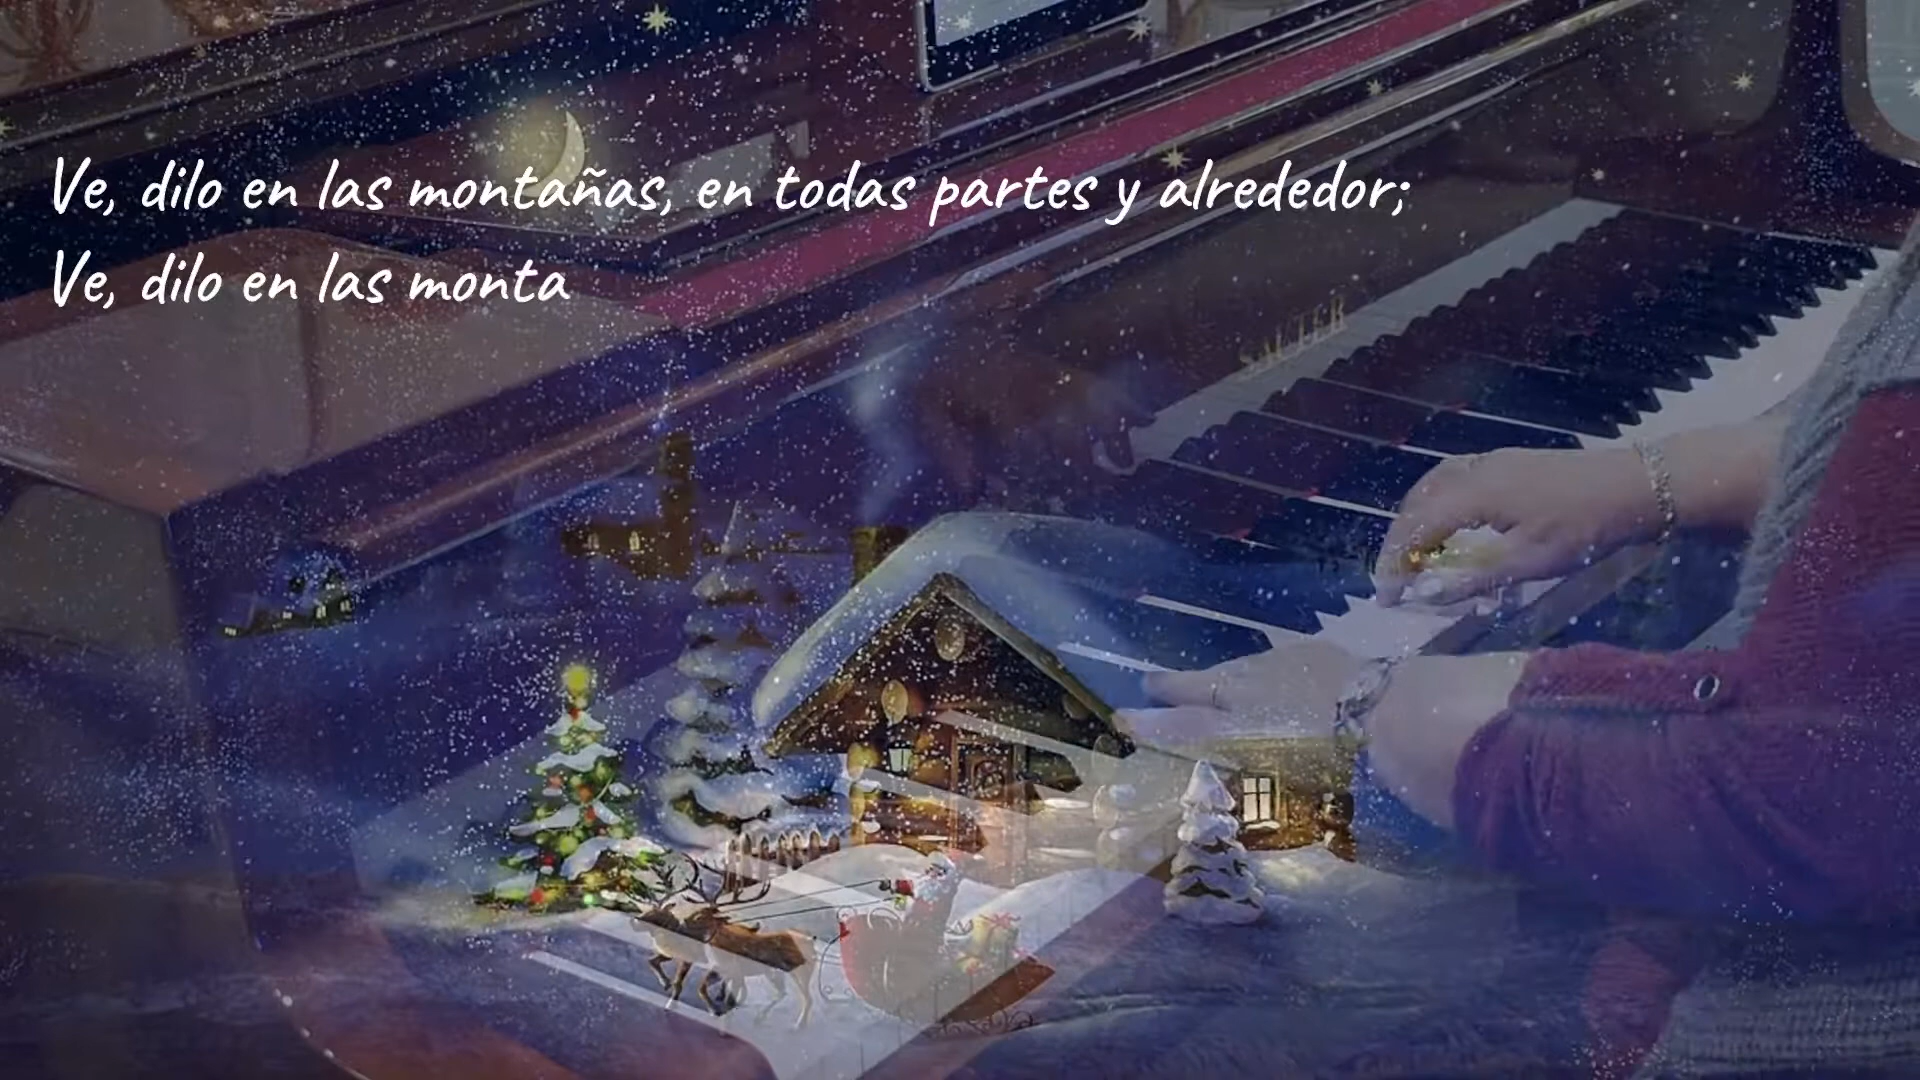 Ve, dilo en las montañas, en todas partes y alrededor;
Ve, dilo en las monta